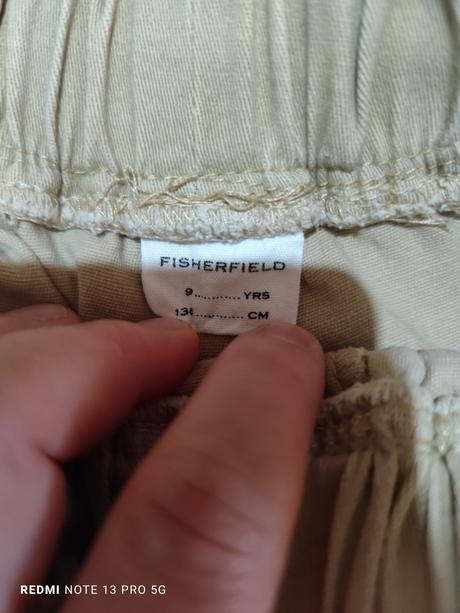 FISHERFIELD
9........... YRS
134........... CM
REDMI NOTE 13 PRO 5G